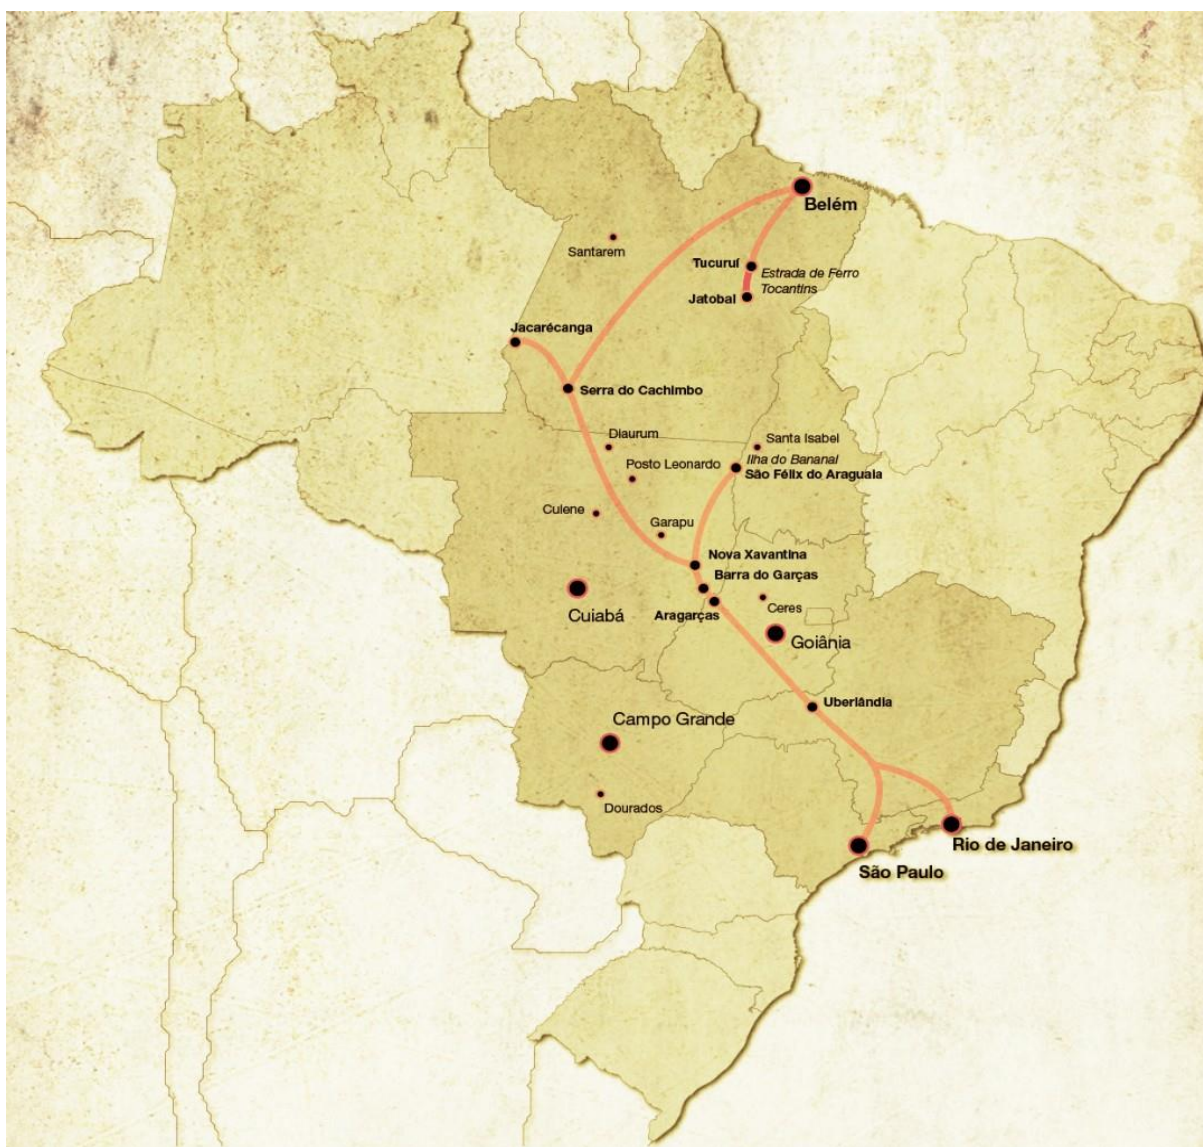 Belém
Santarem
Tucuruí
Estrada de Ferro
Tocantins
Jatobal
Jacarécanga
Serra do Cachimbo
Diaurum
Santa Isabel
Posto Leonardo
Ilha do Bananal
São Félix do Araguaia
Culene
Garapu
Nova Xavantina
Barra do Garças
Cuiabá
Aragarças
Ceres
Goiânia
Uberlândia
Campo Grande
Dourados
Rio de Janeiro
São Paulo